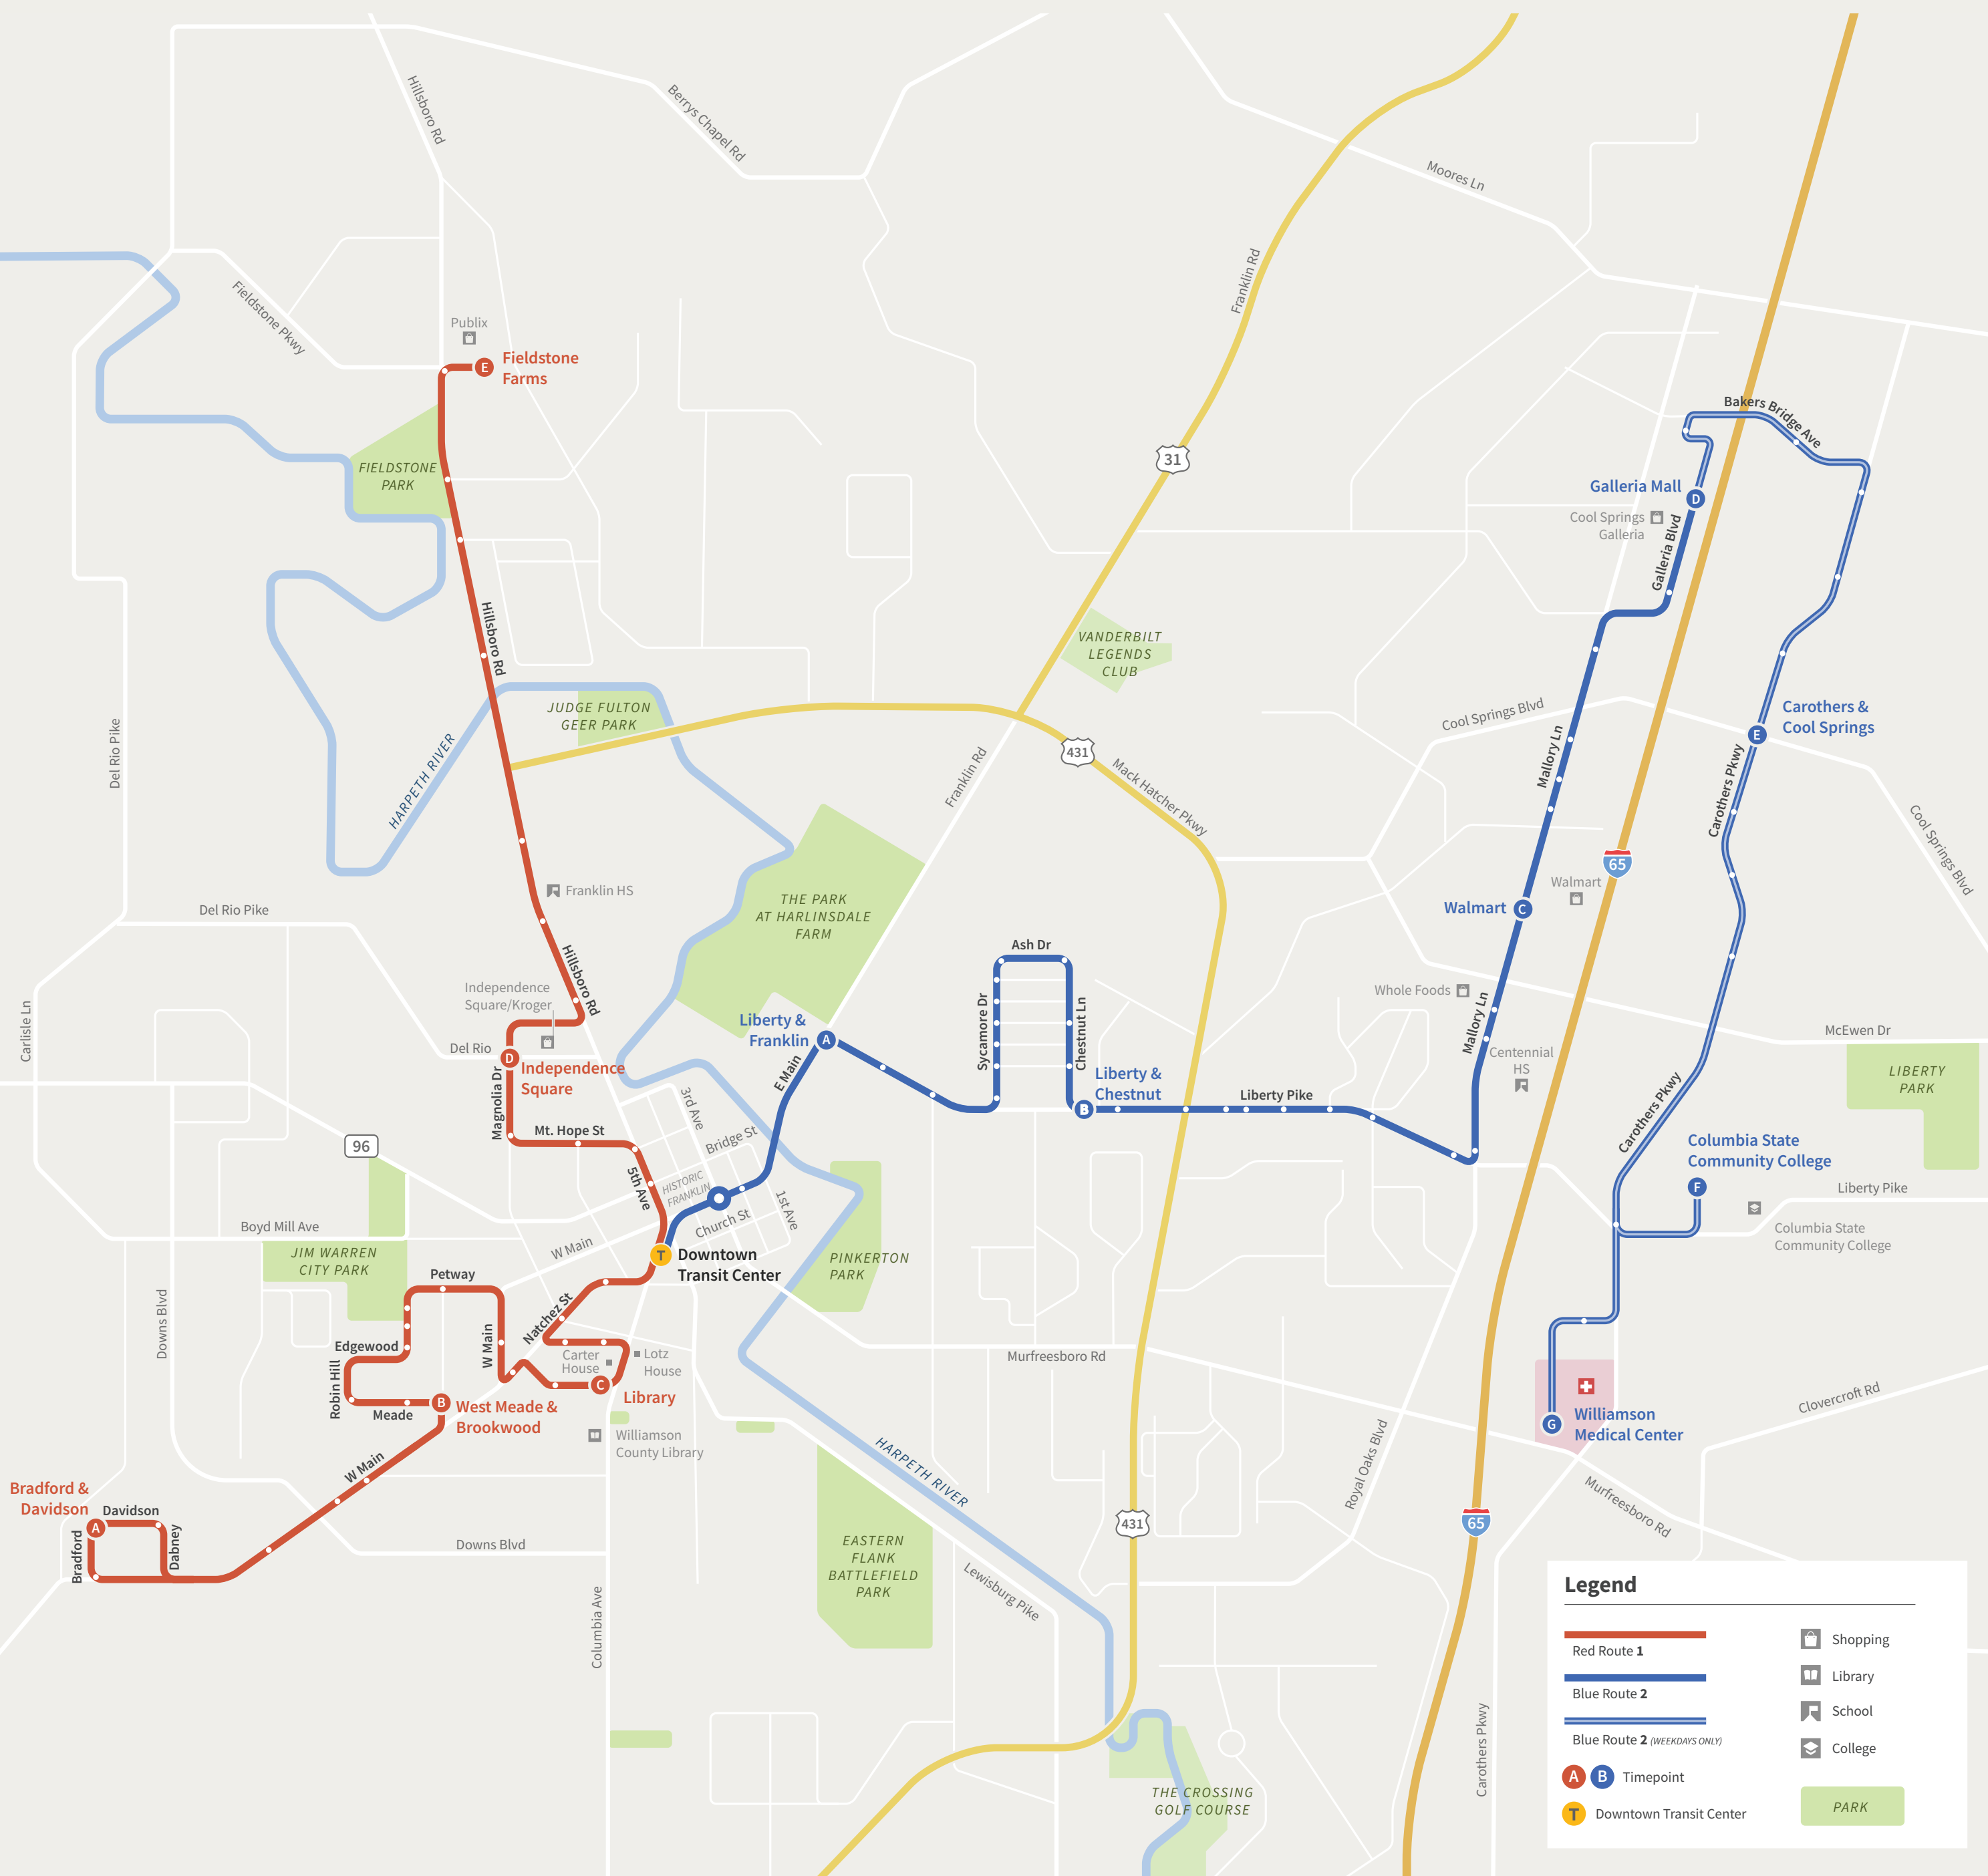 Hillsboro Rd
Berrys Chapel Rd
Moores Ln
Franklin Rd
Fieldstone Pkwy
Publix
E
Fieldstone
Farms
FIELDSTONE
PARK
31
Bakers Bridge Ave
Galleria Mall
D
Cool Springs
Galleria
Galleria Blvd
Hillsboro Rd
VANDERBILT
LEGENDS
CLUB
JUDGE FULTON
GEER PARK
Del Rio Pike
HARPETH RIVER
Franklin Rd
431
Mack Hatcher Pkwy
Cool Springs Blvd
Mallory Ln
Carothers &
Cool Springs
E
Carothers Pkwy
Cool Springs Blvd
65
Franklin HS
Walmart
Walmart
C
Del Rio Pike
THE PARK
AT HARLINSDALE
FARM
Ash Dr
Hillsboro Rd
Independence
Square/Kroger
Whole Foods
Carlisle Ln
Del Rio
D
Independence
Square
Liberty &
Franklin
A
Sycamore Dr
Chestnut Ln
Mallory Ln
Centennial
HS
McEwen Dr
LIBERTY
PARK
Liberty &
Chestnut
B
Liberty Pike
E Main
3rd Ave
Magnolia Dr
Mt. Hope St
Bridge St
96
5th Ave
HISTORIC
FRANKLIN
Church St
1st Ave
Carothers Pkwy
Columbia State
Community College
F
Liberty Pike
Columbia State
Community College
Boyd Mill Ave
JIM WARREN
CITY PARK
W Main
T
Downtown
Transit Center
PINKERTON
PARK
Petway
Downs Blvd
Edgewood
W Main
Natchez St
Carter
House
Lotz
House
Murfreesboro Rd
Robin Hill
Meade
B
West Meade &
Brookwood
C
Library
Williamson
County Library
Clovercroft Rd
G
Williamson
Medical Center
W Main
HARPETH RIVER
Royal Oaks Blvd
Murfreesboro Rd
Bradford &
Davidson
A
Davidson
Bradford
Dabney
Downs Blvd
431
65
EASTERN
FLANK
BATTLEFIELD
PARK
Lewisburg Pike
Columbia Ave
Carothers Pkwy
THE CROSSING
GOLF COURSE
Legend
Red Route 1
Blue Route 2
Blue Route 2 (WEEKDAYS ONLY)
A B Timepoint
T Downtown Transit Center
Shopping
Library
School
College
PARK